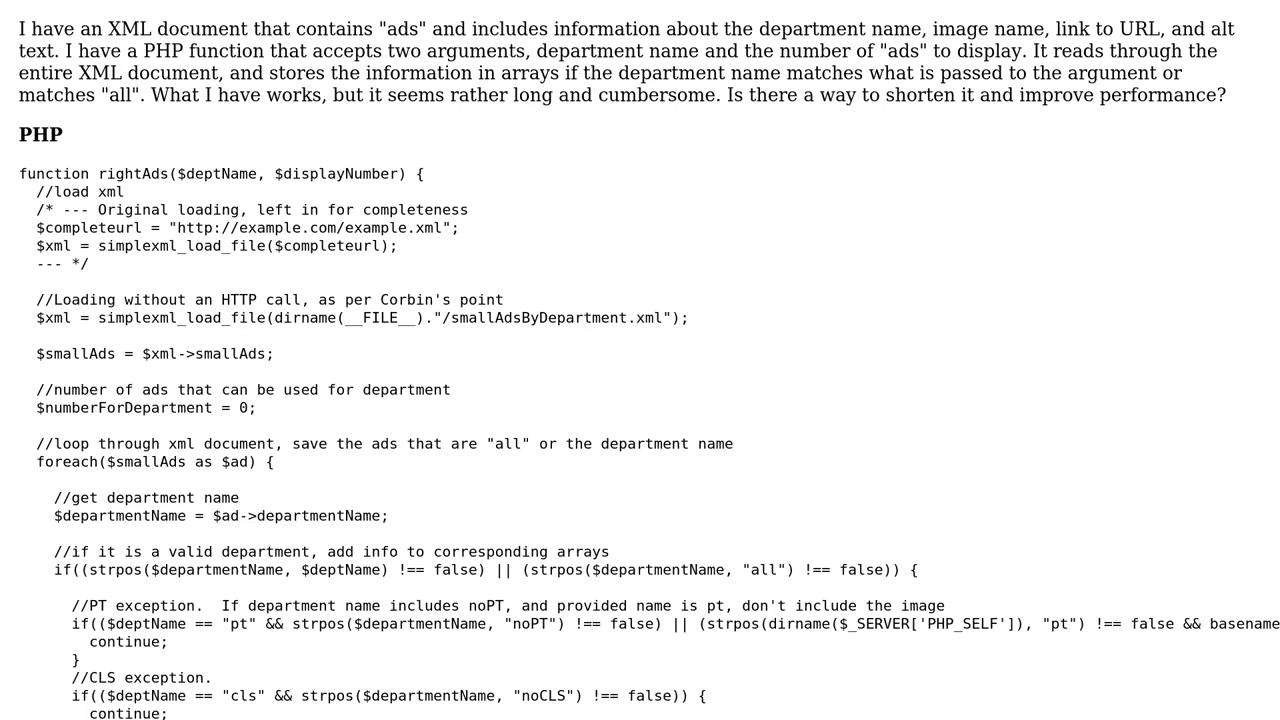 I have an XML document that contains "ads" and includes information about the department name, image name, link to URL, and alt
text. I have a PHP function that accepts two arguments, department name and the number of "ads" to display. It reads through the
entire XML document, and stores the information in arrays if the department name matches what is passed to the argument or
matches "all". What I have works, but it seems rather long and cumbersome. Is there a way to shorten it and improve performance?
PHP
function rightAds($deptName, $displayNumber) {
  //load xml
  /* --- Original loading, left in for completeness
  $completeurl = "http://example.com/example.xml";
  $xml = simplexml_load_file($completeurl);
  --- */
  //Loading without an HTTP call, as per Corbin's point
  $xml = simplexml_load_file(dirname(__FILE__)."/smallAdsByDepartment.xml");
  $smallAds = $xml->smallAds;
  //number of ads that can be used for department
  $numberForDepartment = 0;
  //loop through xml document, save the ads that are "all" or the department name
  foreach($smallAds as $ad) {
    //get department name
    $departmentName = $ad->departmentName;
    //if it is a valid department, add info to corresponding arrays
    if((strpos($departmentName, $deptName) !== false) || (strpos($departmentName, "all") !== false)) {
      //PT exception.  If department name includes noPT, and provided name is pt, don't include the image
      if(($deptName == "pt" && strpos($departmentName, "noPT") !== false) || (strpos(dirname($_SERVER['PHP_SELF']), "pt") !== false && basename
        continue;
      }
      //CLS exception.
      if(($deptName == "cls" && strpos($departmentName, "noCLS") !== false)) {
        continue;